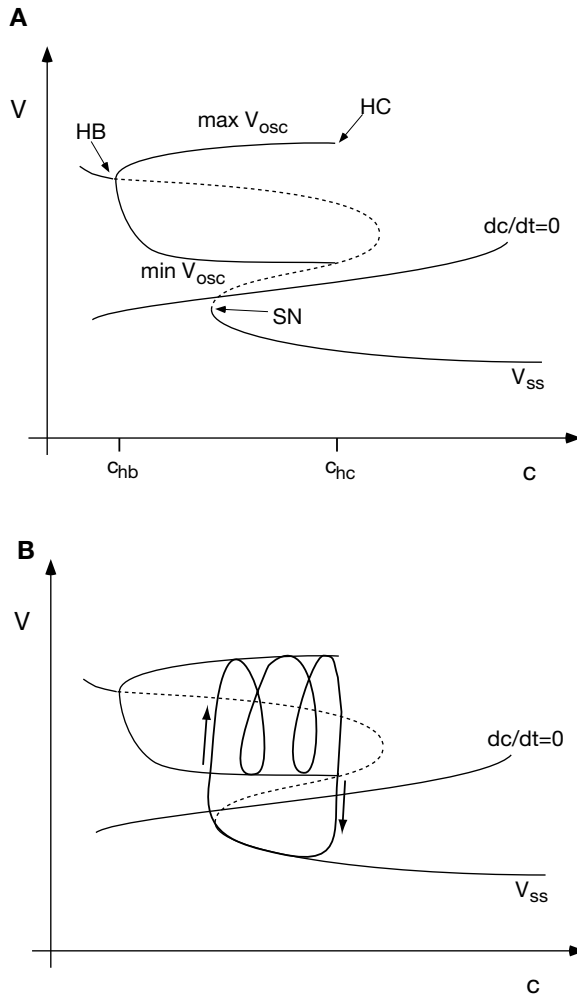 A
V
HB
max V_osc
HC
dc/dt=0
min V_osc
SN
V_ss
c_hb
c_hc
c
B
V
dc/dt=0
V_ss
c